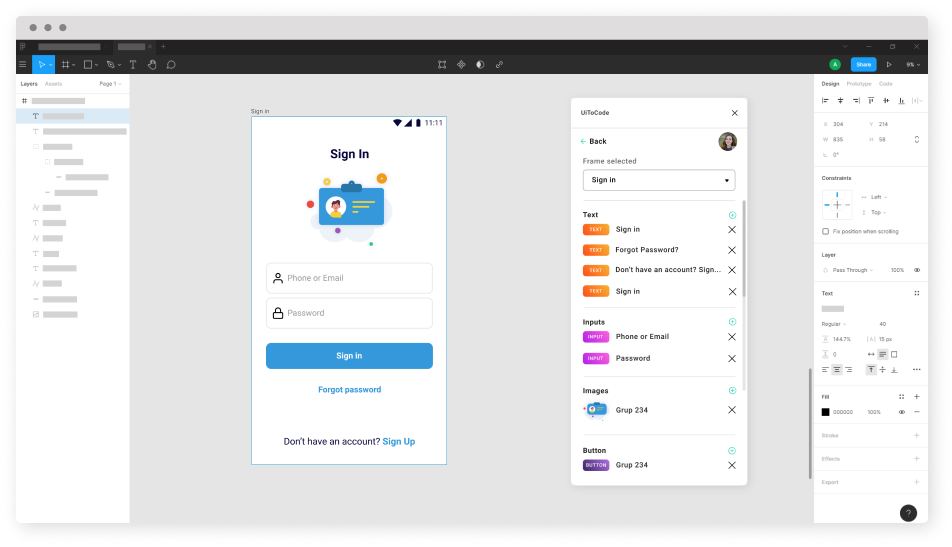 A
Share
9%
Layers
Assets
Page 1
Sign in
11:11
Sign In
Phone or Email
Password
Sign in
Forgot password
Don't have an account? Sign Up
UiToCode
Back
Frame selected
Sign in
Text
TEXT Sign in
TEXT Forgot Password?
TEXT Don't have an account? Sign...
TEXT Sign in
Inputs
INPUT Phone or Email
INPUT Password
Images
Grup 234
Button
BUTTON Grup 234
Design Prototype Code
X 304 Y 214
W 835 H 58
0°
Constraints
Left
Top
Fix position when scrolling
Layer
Pass Through 100%
Text
Regular 40
144.7% |A| 15 px
0
Fill
000000 100%
Stroke
Effects
Export
?